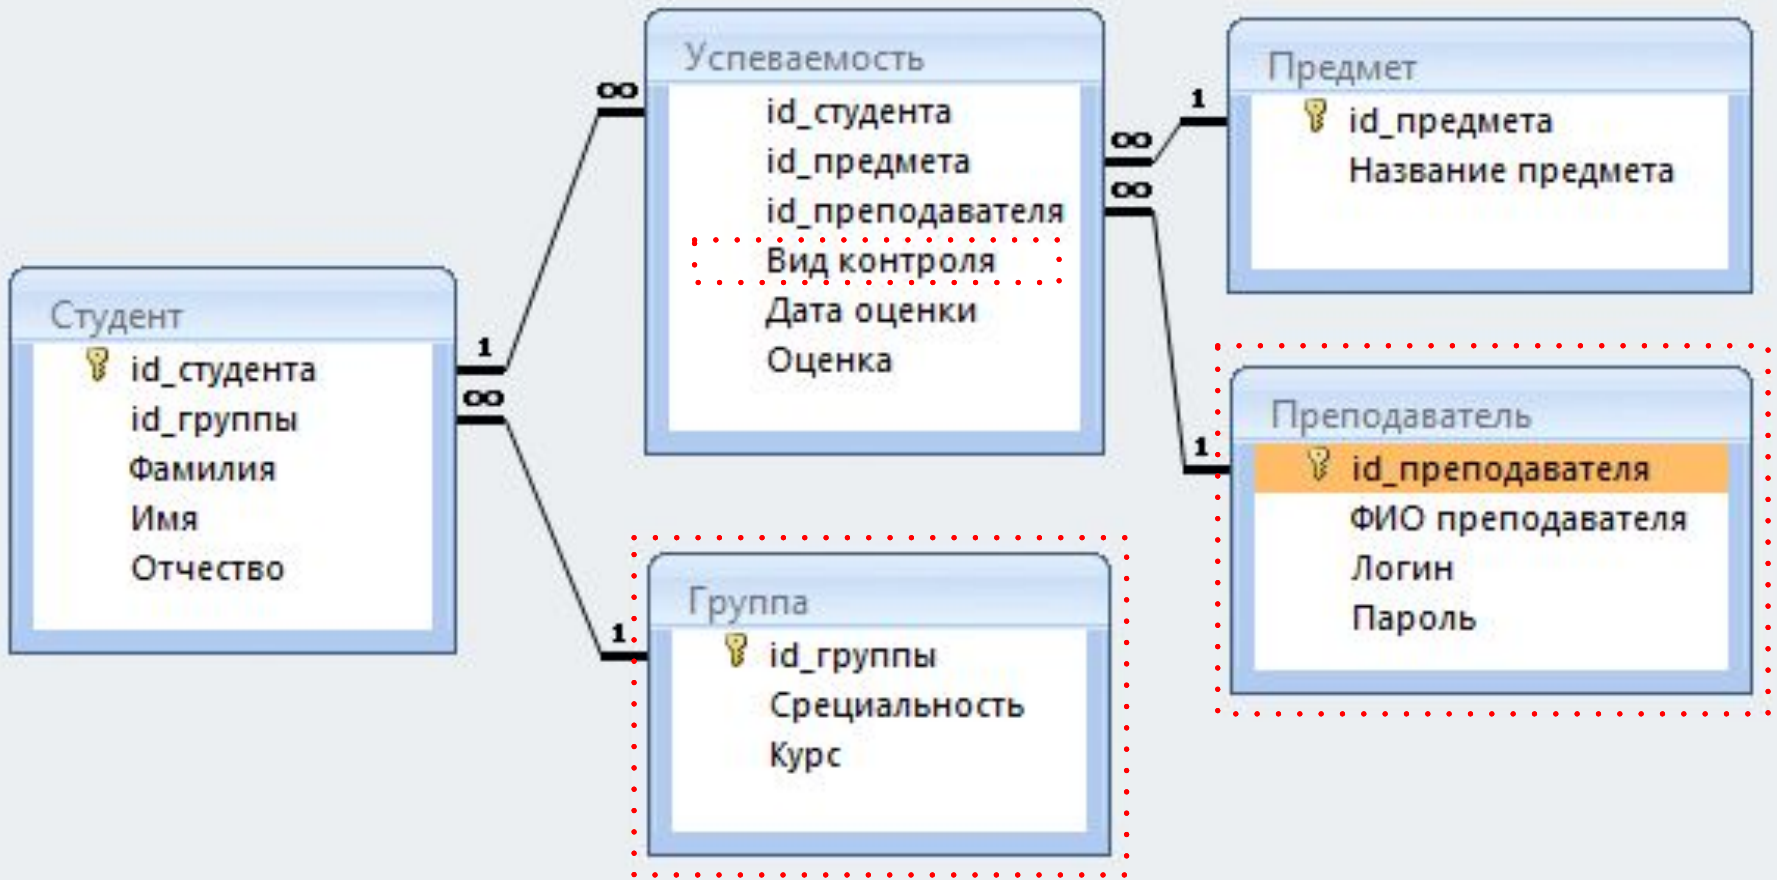 Успеваемость
id_студента
id_предмета
id_преподавателя
Вид контроля
Дата оценки
Оценка
Предмет
id_предмета
Название предмета
Студент
id_студента
id_группы
Фамилия
Имя
Отчество
Преподаватель
id_преподавателя
ФИО преподавателя
Логин
Пароль
Группа
id_группы
Срециальность
Курс
∞
1
∞
1
∞
∞
1
1